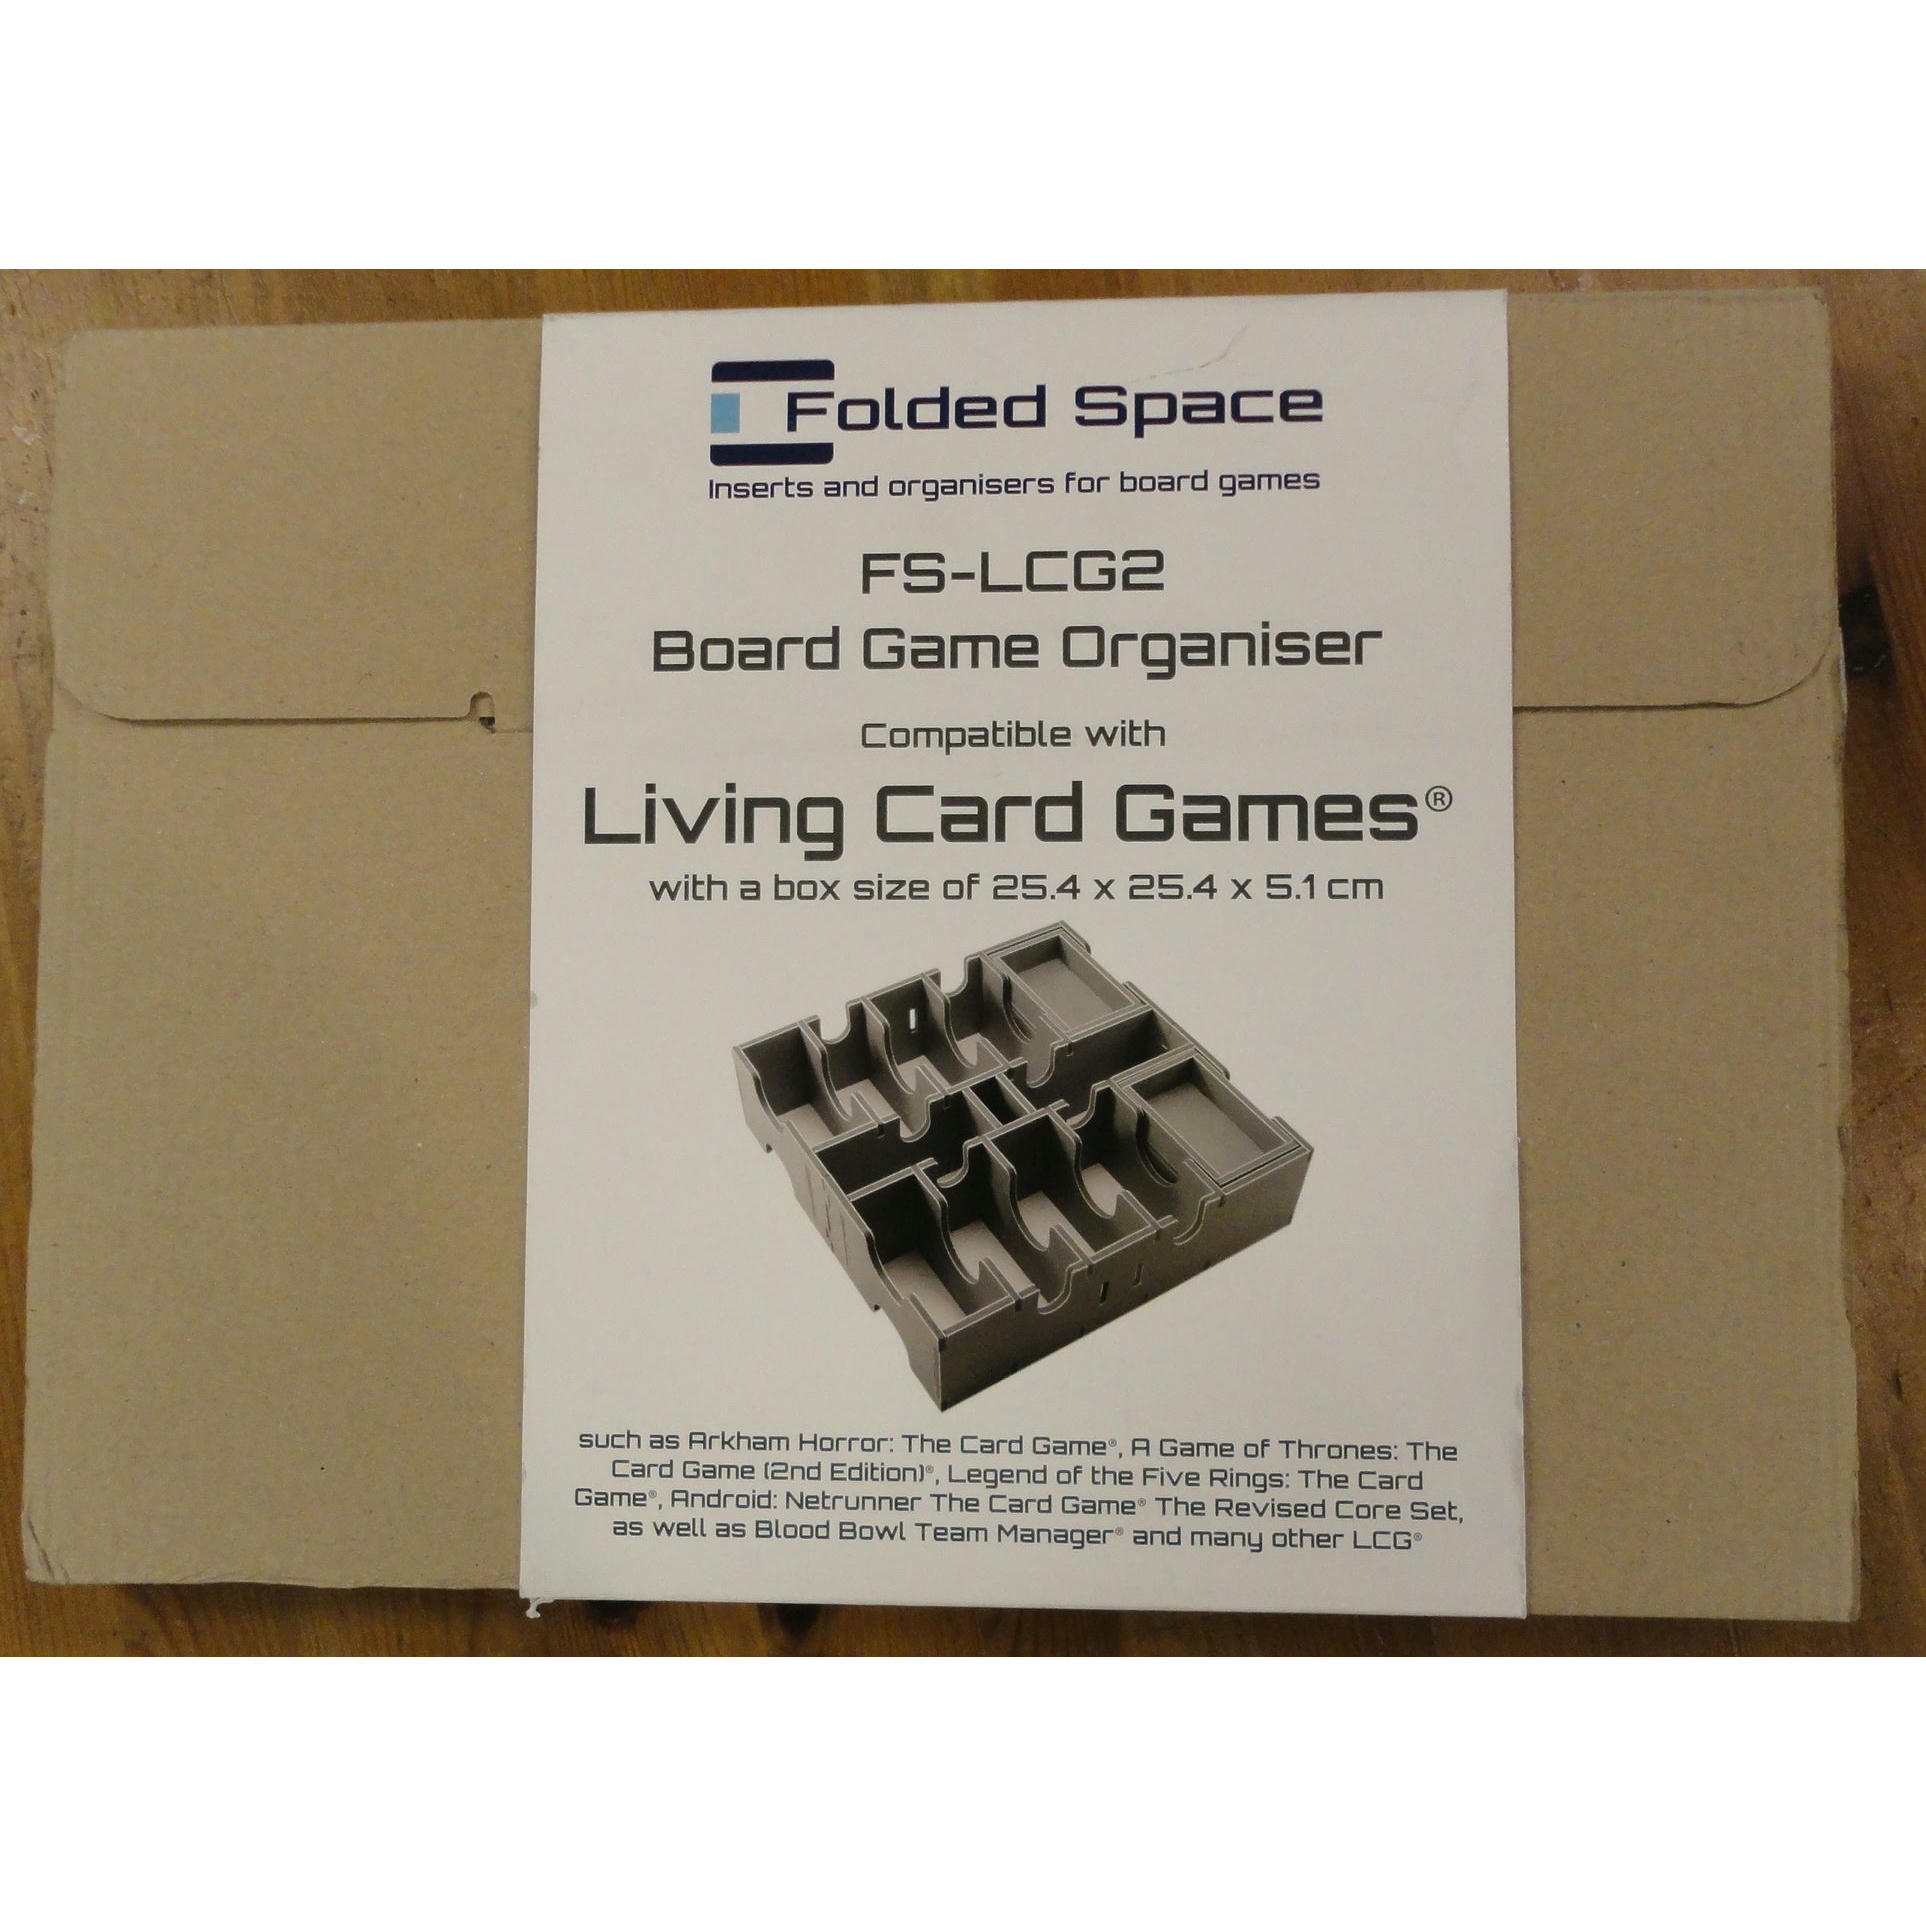 Folded Space
Inserts and organisers for board games
FS-LCG2
Board Game Organiser
Compatible with
Living Card Games®
with a box size of 25.4 x 25.4 x 5.1 cm
such as Arkham Horror: The Card Game®, A Game of Thrones: The
Card Game (2nd Edition)®, Legend of the Five Rings: The Card
Game®, Android: Netrunner The Card Game® The Revised Core Set,
as well as Blood Bowl Team Manager® and many other LCG®